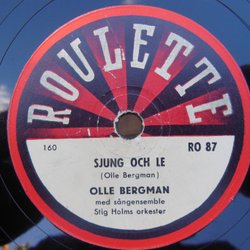 ROULETTE
160
RO 87
SJUNG OCH LE
(Olle Bergman)
OLLE BERGMAN
med sångensemble
Stig Holms orkester